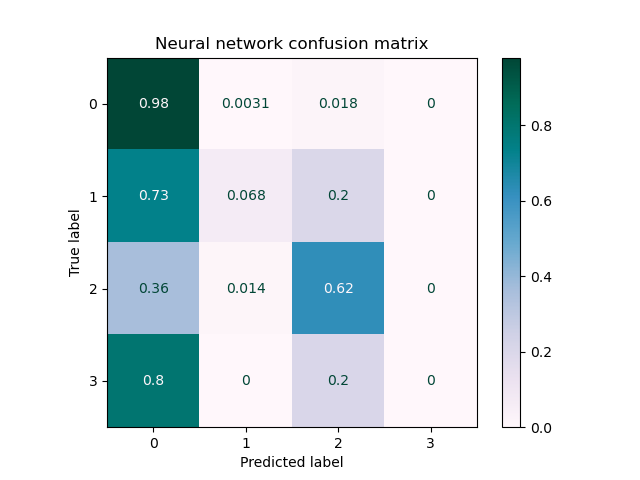 Neural network confusion matrix
0 0.98 0.0031 0.018 0
1 0.73 0.068 0.2 0
2 0.36 0.014 0.62 0
3 0.8 0 0.2 0
0 1 2 3
True label
Predicted label
0.8
0.6
0.4
0.2
0.0